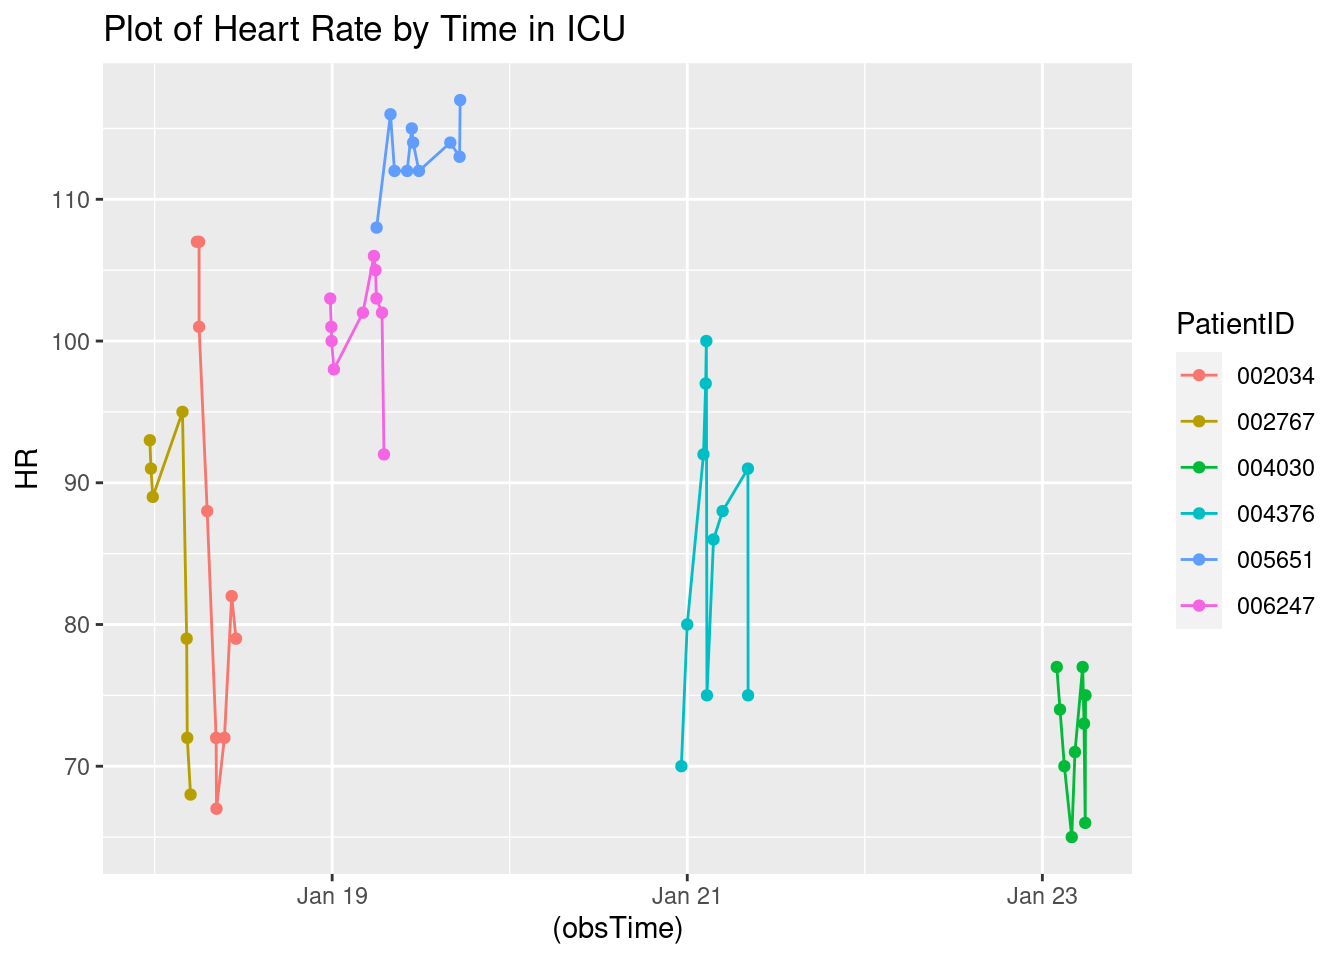 Plot of Heart Rate by Time in ICU
110
100
90
80
70
HR
Jan 19
Jan 21
Jan 23
(obsTime)
PatientID
002034
002767
004030
004376
005651
006247